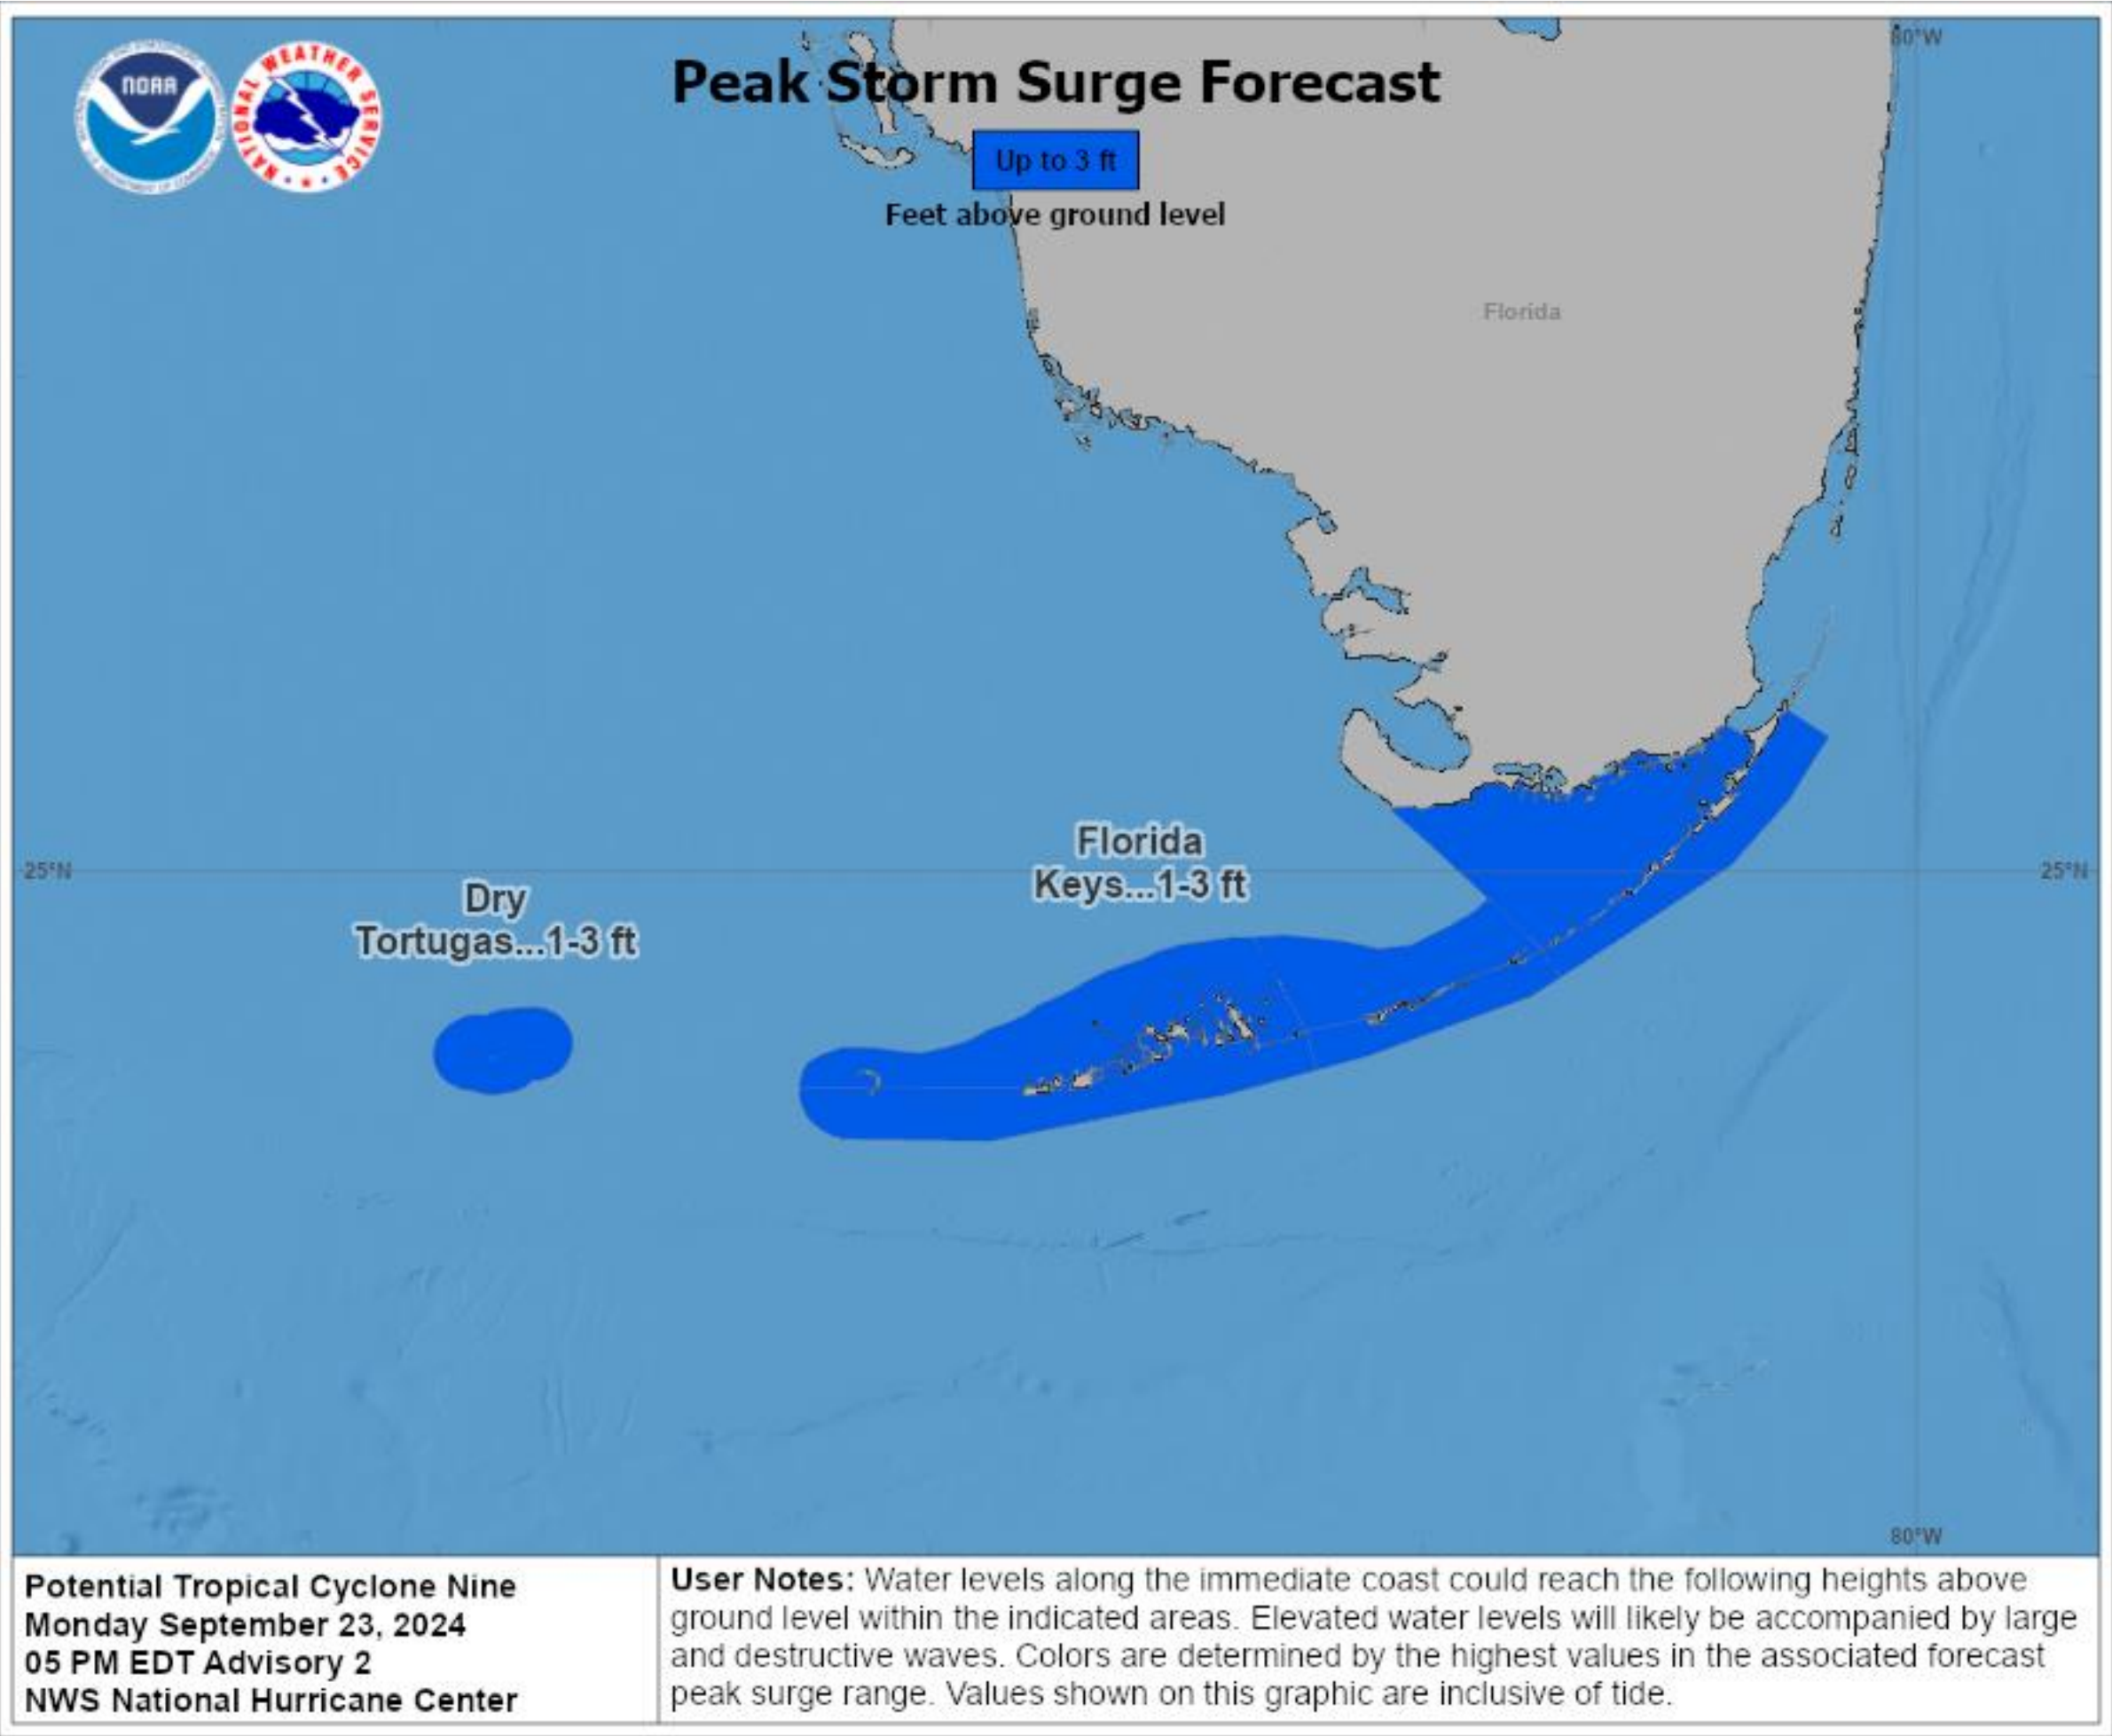 NOAA
NATIONAL WEATHER SERVICE
Peak Storm Surge Forecast
Up to 3 ft
Feet above ground level
80°W
Florida
25°N
25°N
Florida
Keys...1-3 ft
Dry
Tortugas...1-3 ft
80°W
Potential Tropical Cyclone Nine
Monday September 23, 2024
05 PM EDT Advisory 2
NWS National Hurricane Center
User Notes: Water levels along the immediate coast could reach the following heights above
ground level within the indicated areas. Elevated water levels will likely be accompanied by large
and destructive waves. Colors are determined by the highest values in the associated forecast
peak surge range. Values shown on this graphic are inclusive of tide.